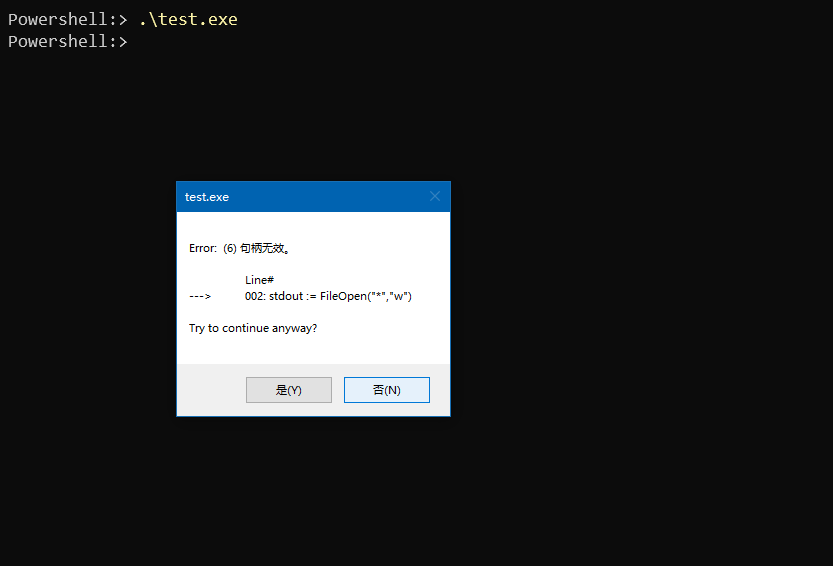 Powershell:> .\test.exe
Powershell:>
test.exe
Error:  (6) 句柄无效。
Line#
--->	002: stdout := FileOpen("*","w")
Try to continue anyway?
是(Y)
否(N)